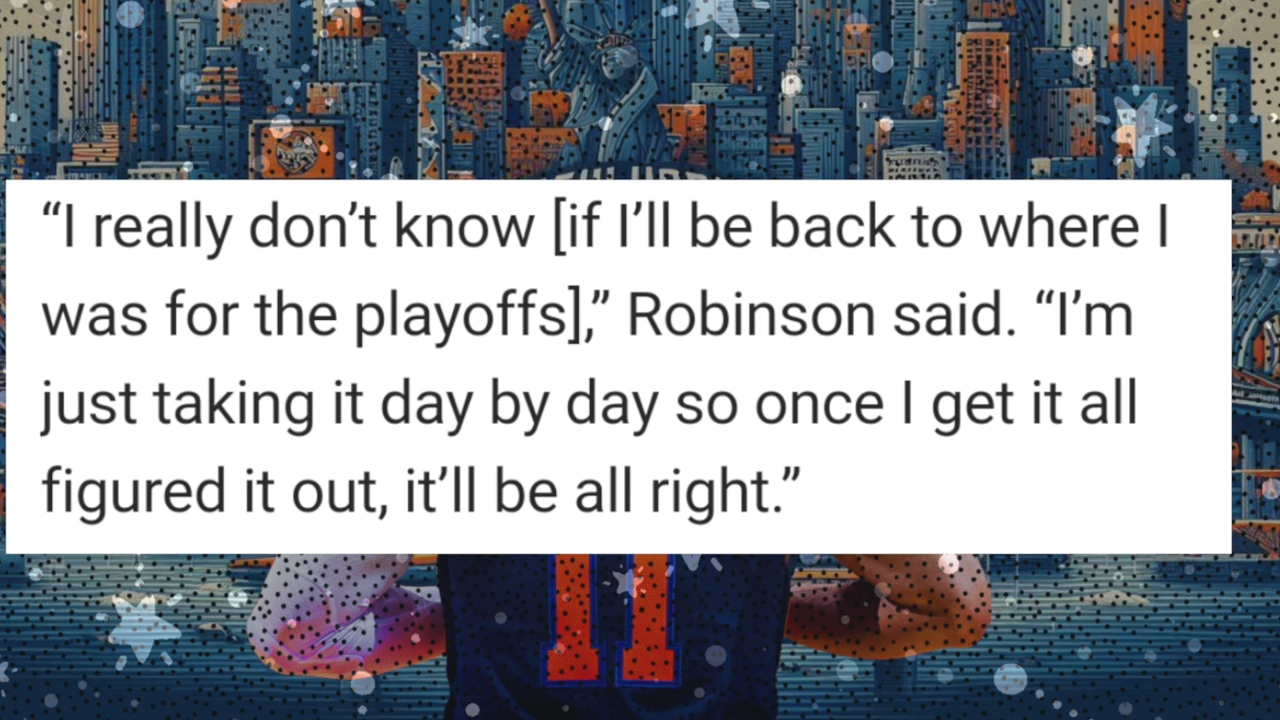 “I really don’t know [if I’ll be back to where I
was for the playoffs],” Robinson said. “I’m
just taking it day by day so once I get it all
figured it out, it’ll be all right.”
11